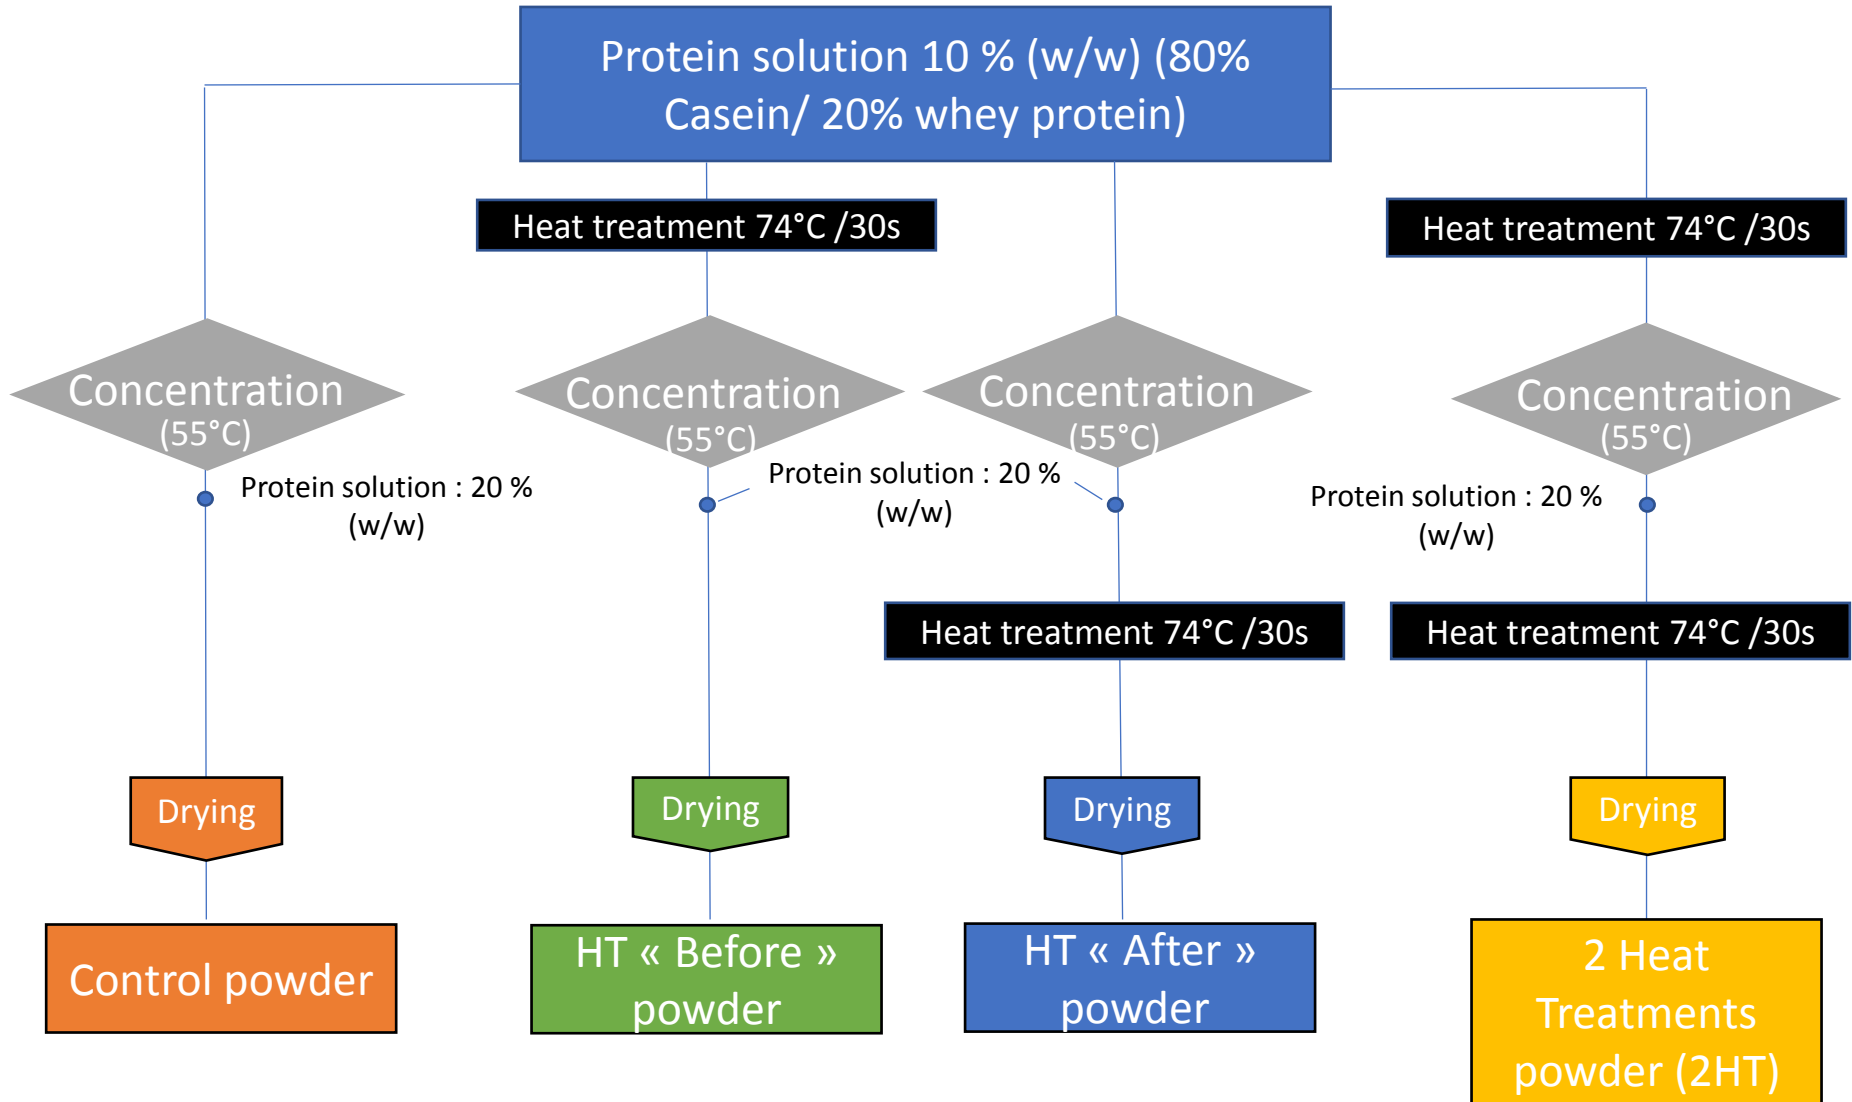 Protein solution 10 % (w/w) (80%
Casein/ 20% whey protein)
Heat treatment 74°C /30s
Heat treatment 74°C /30s
Concentration
(55°C)
Concentration
(55°C)
Concentration
(55°C)
Concentration
(55°C)
Protein solution : 20 %
(w/w)
Protein solution : 20 %
(w/w)
Protein solution : 20 %
(w/w)
Heat treatment 74°C /30s
Heat treatment 74°C /30s
Drying
Drying
Drying
Drying
Control powder
HT « Before »
powder
HT « After »
powder
2 Heat
Treatments
powder (2HT)